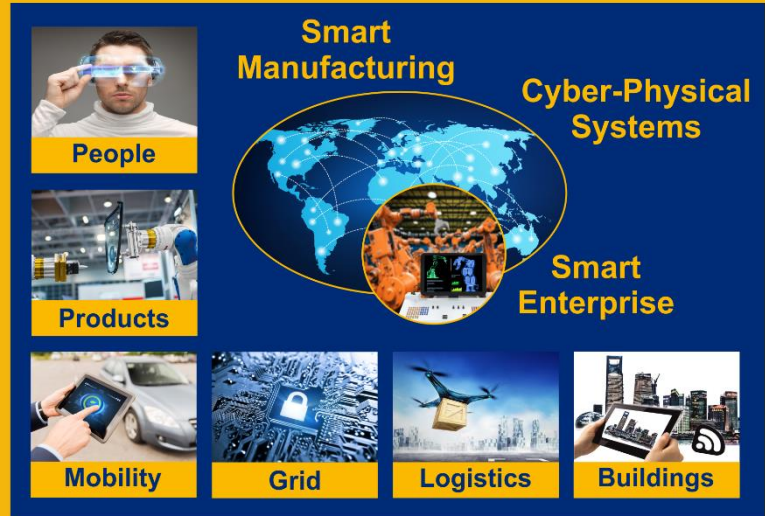 Smart
Manufacturing
Cyber-Physical
Systems
People
Smart
Enterprise
Products
Mobility
Grid
Logistics
Buildings